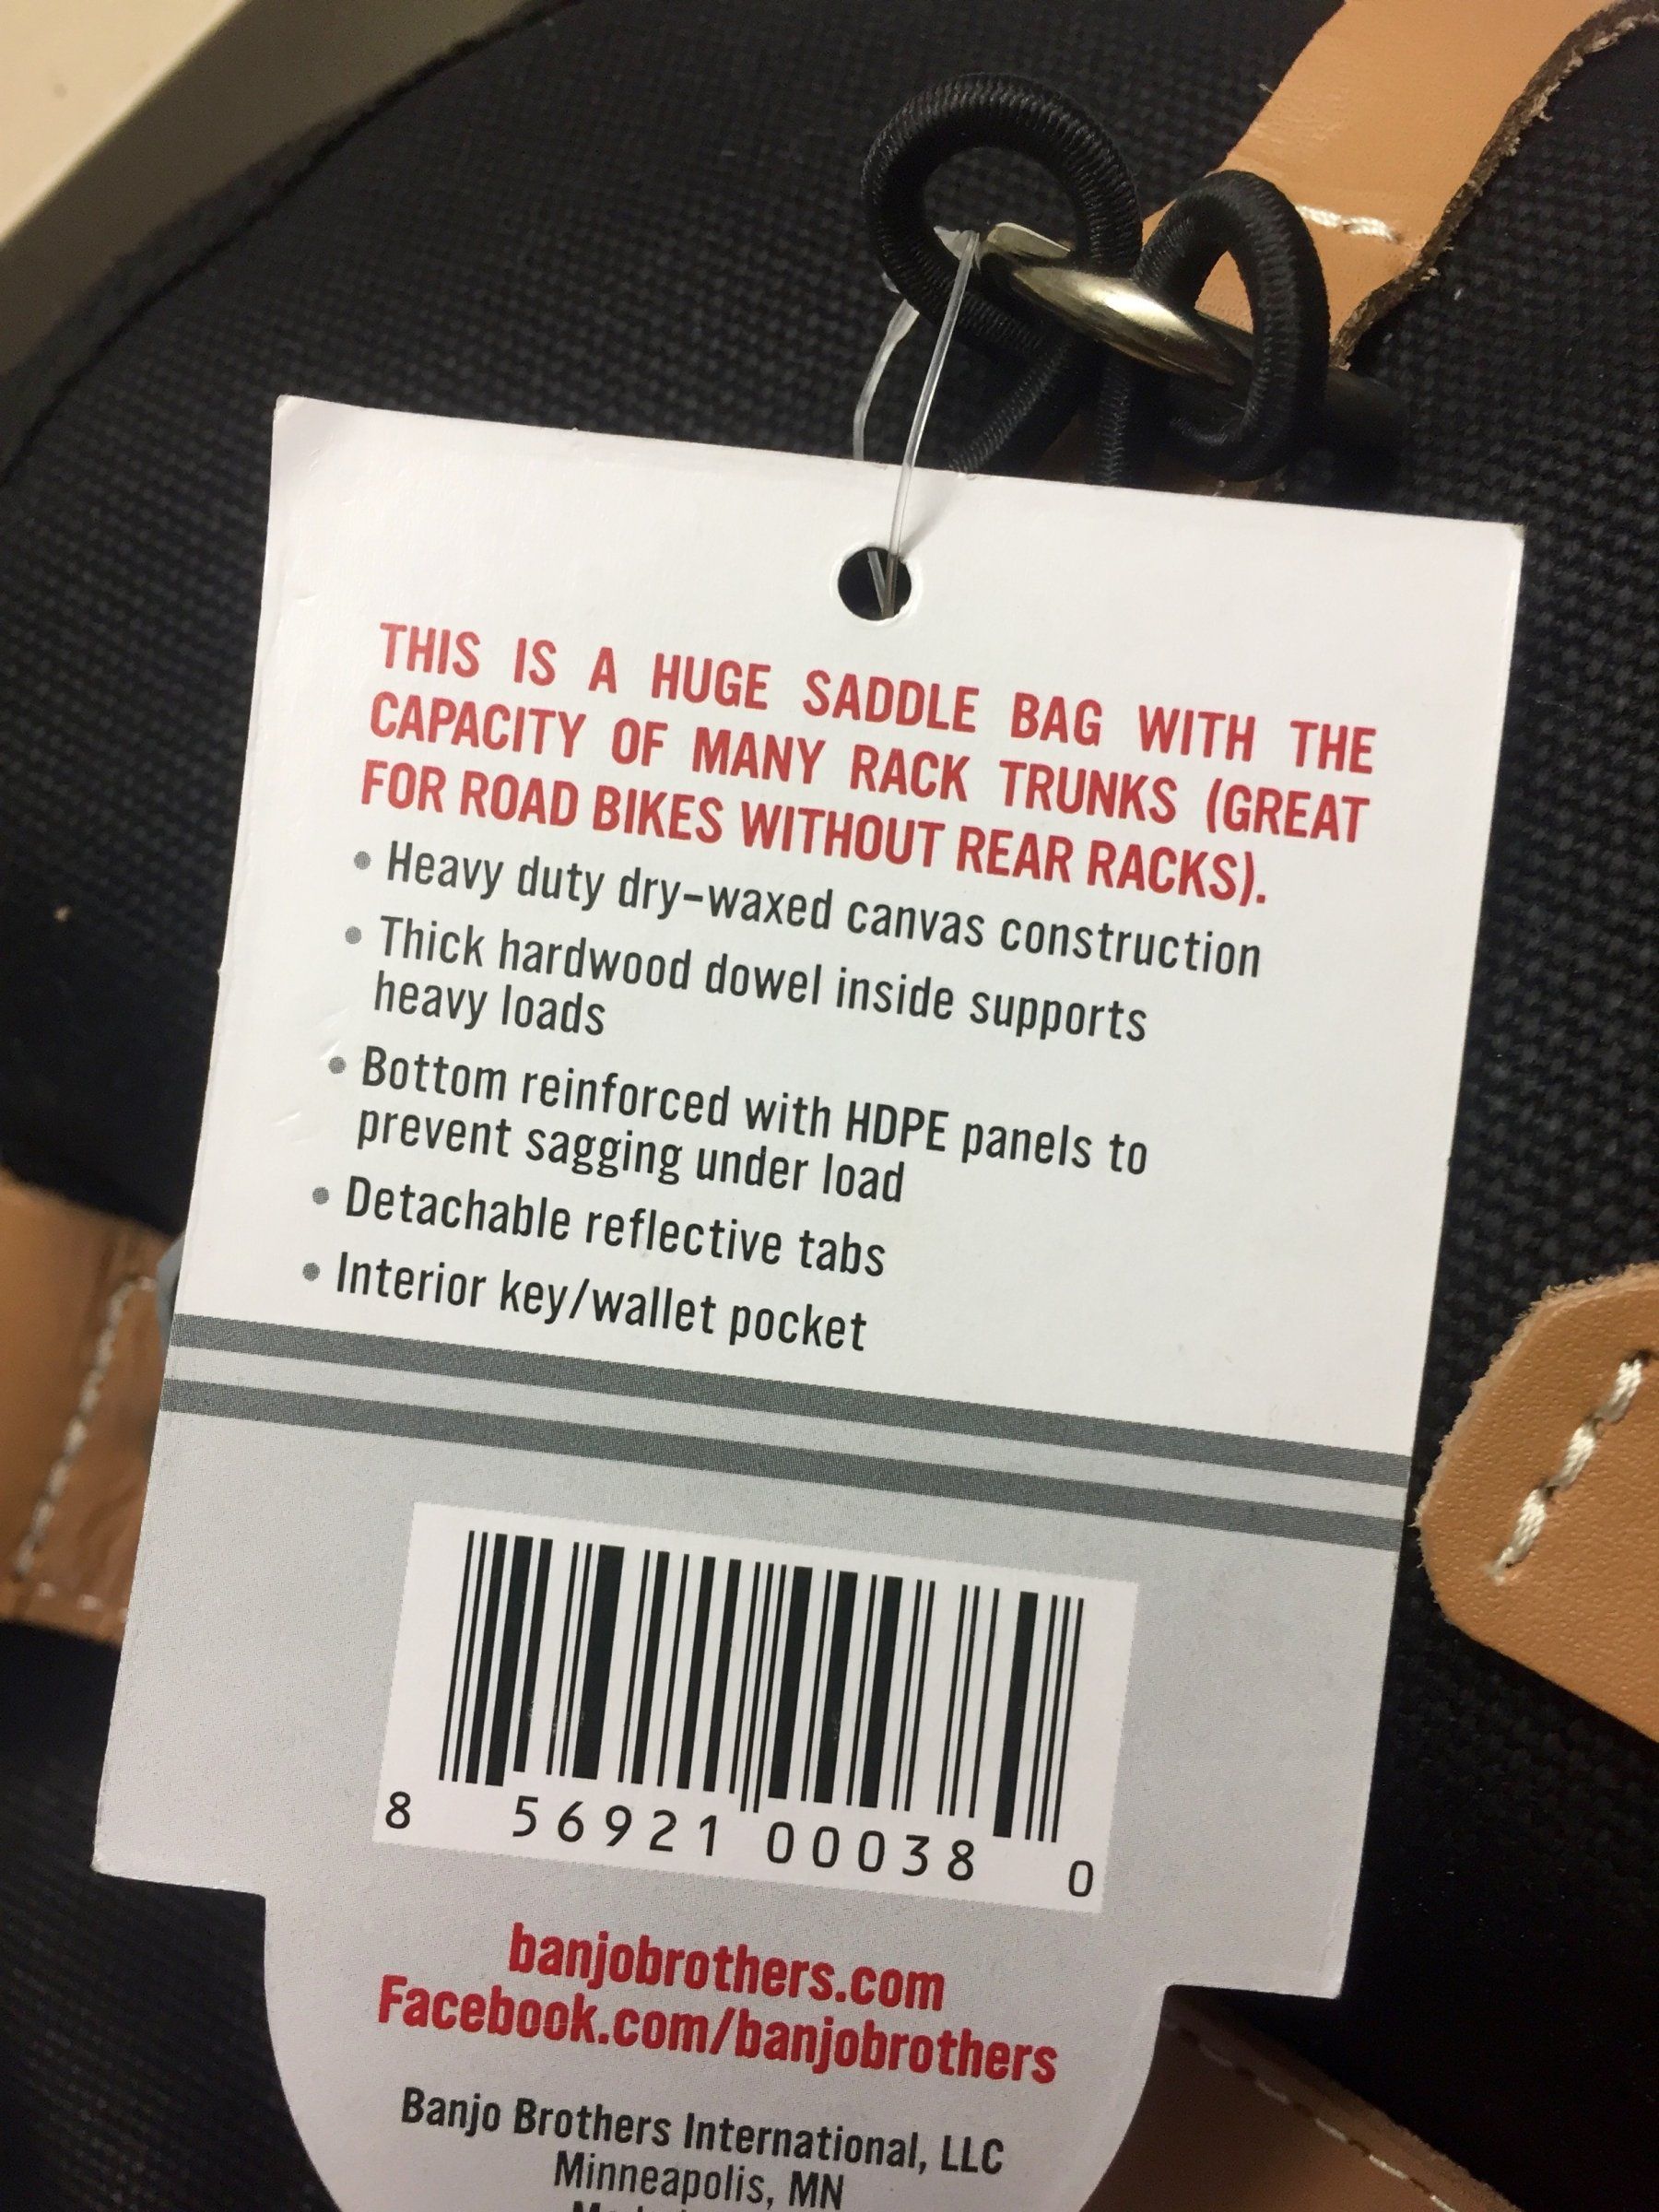 THIS IS A HUGE SADDLE BAG WITH THE
CAPACITY OF MANY RACK TRUNKS (GREAT
FOR ROAD BIKES WITHOUT REAR RACKS).
• Heavy duty dry-waxed canvas construction
• Thick hardwood dowel inside supports
heavy loads
• Bottom reinforced with HDPE panels to
prevent sagging under load
• Detachable reflective tabs
• Interior key/wallet pocket
8 56921 00038 0
banjobrothers.com
Facebook.com/banjobrothers
Banjo Brothers International, LLC
Minneapolis, MN